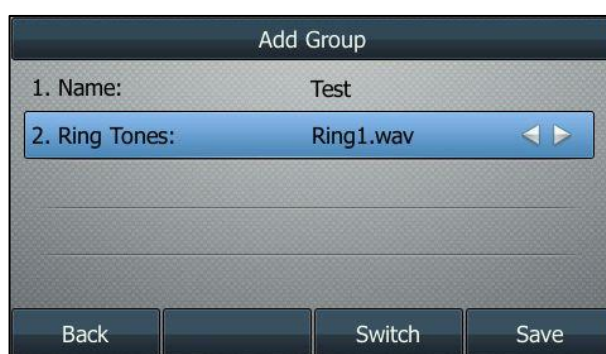 Add Group
1. Name: Test
2. Ring Tones: Ring1.wav
Back Switch Save